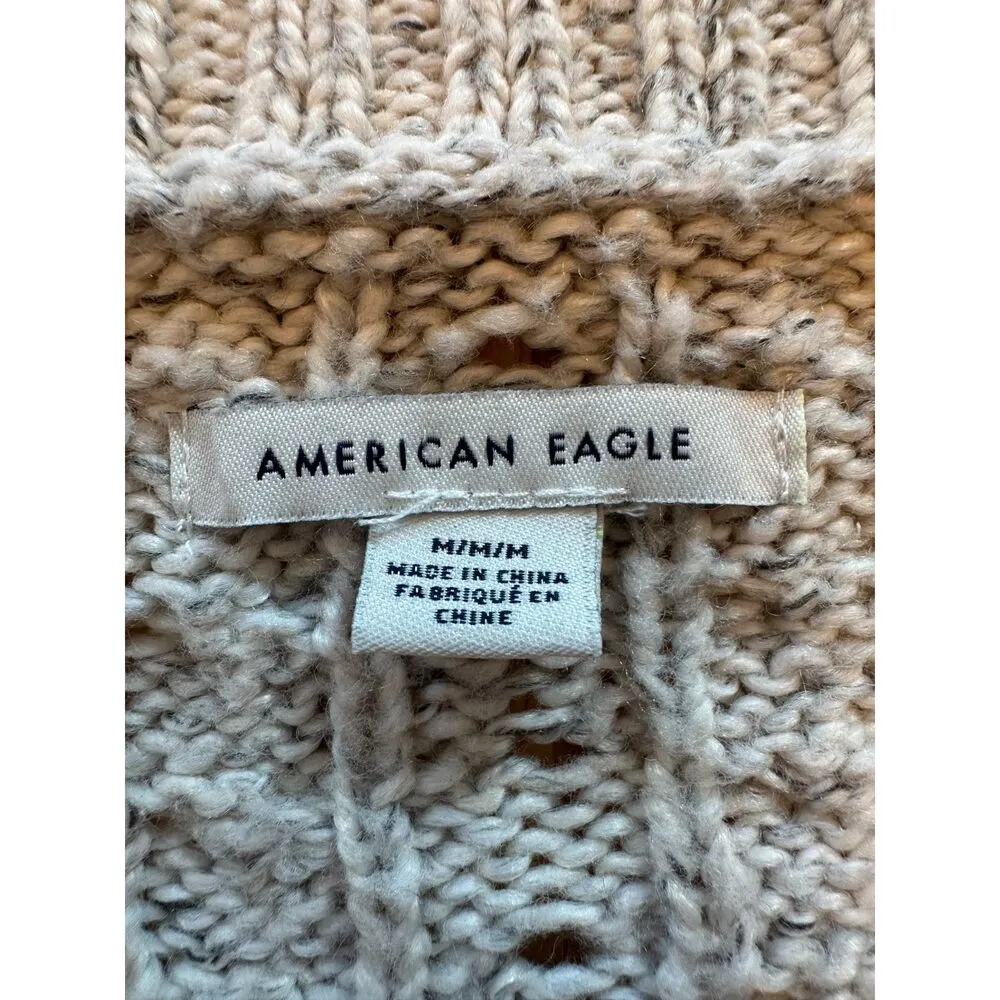 AMERICAN EAGLE
M/M/M
MADE IN CHINA
FABRIQUÉ EN
CHINE